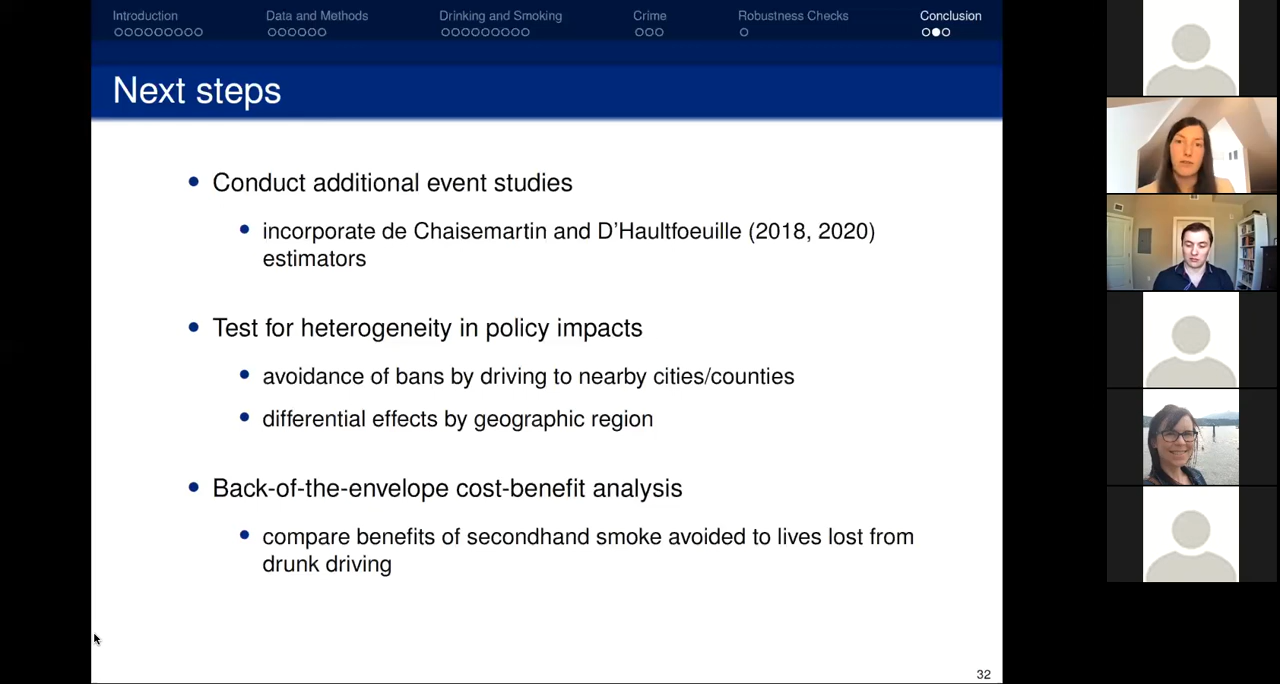 Introduction
Data and Methods
Drinking and Smoking
Crime
Robustness Checks
Conclusion
Next steps
Conduct additional event studies
incorporate de Chaisemartin and D'Haultfoeuille (2018, 2020)
estimators
Test for heterogeneity in policy impacts
avoidance of bans by driving to nearby cities/counties
differential effects by geographic region
Back-of-the-envelope cost-benefit analysis
compare benefits of secondhand smoke avoided to lives lost from
drunk driving
32